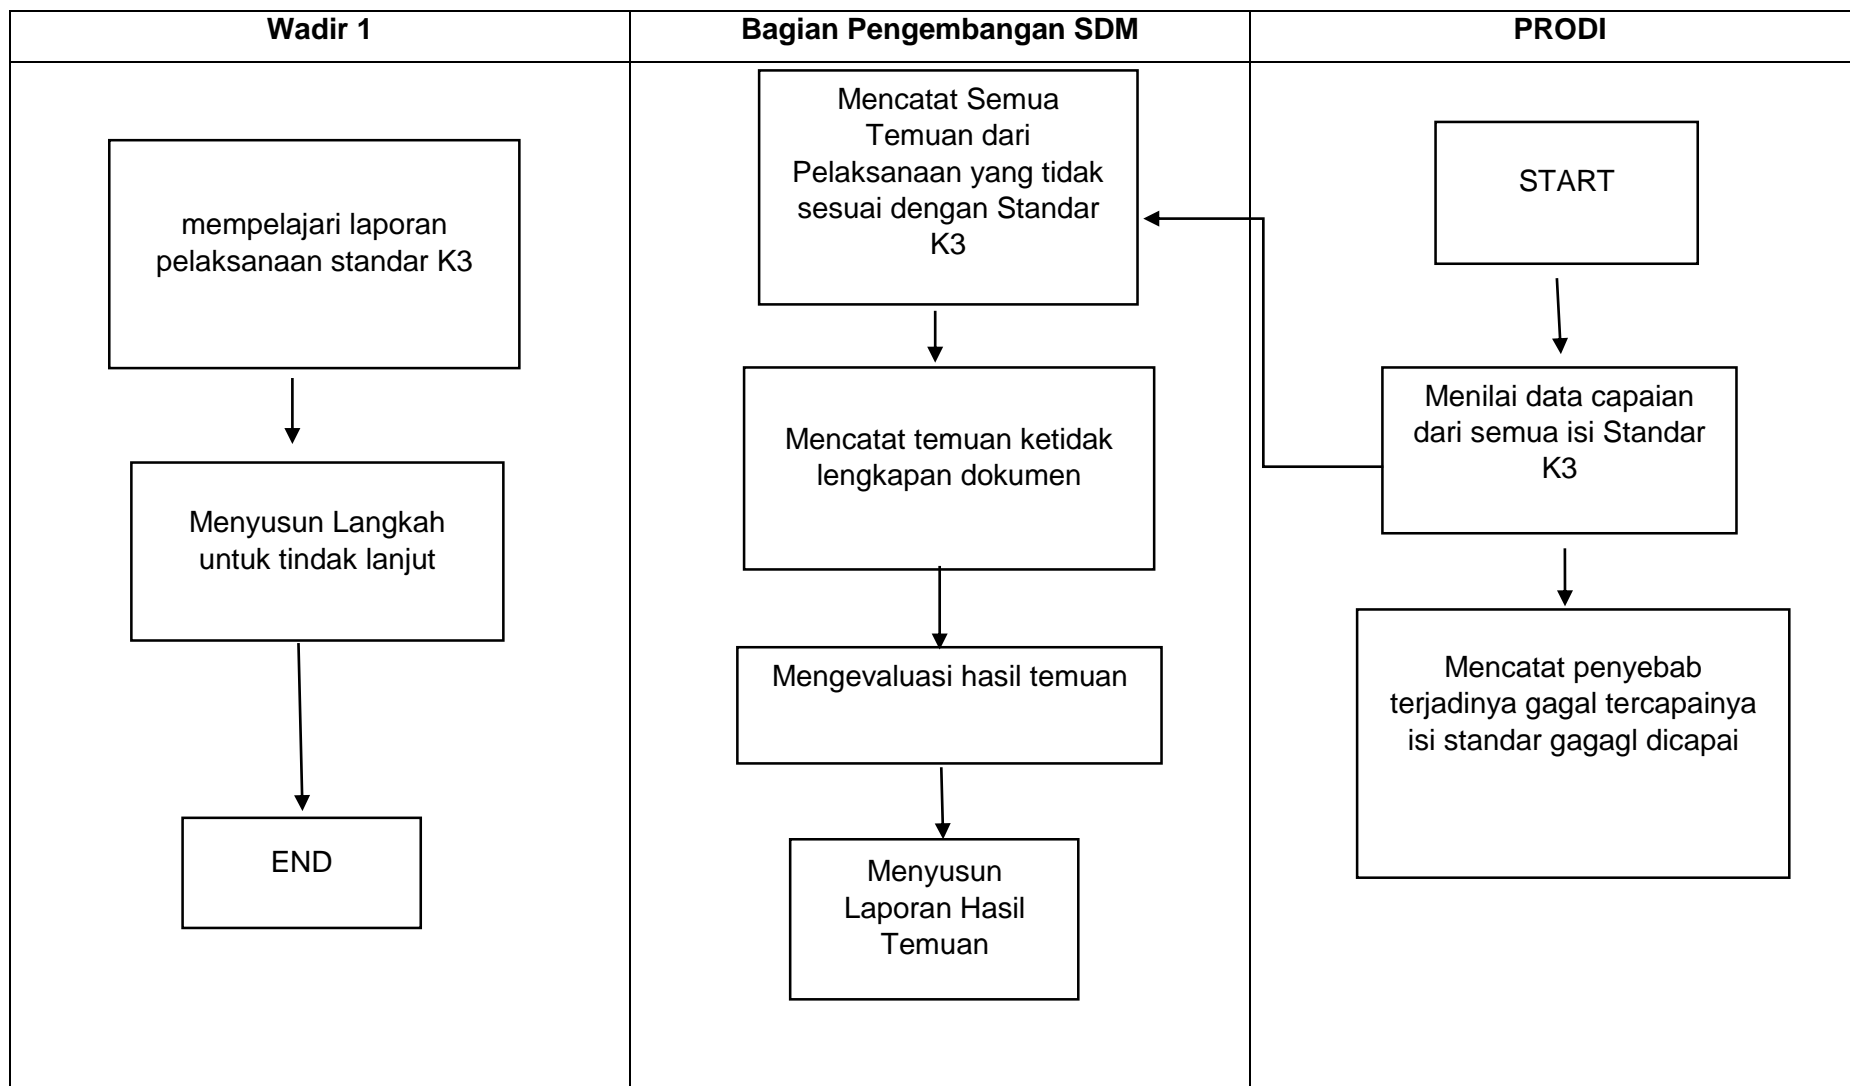 Wadir 1
Bagian Pengembangan SDM
PRODI
mempelajari laporan
pelaksanaan standar K3
Menyusun Langkah
untuk tindak lanjut
END
Mencatat Semua
Temuan dari
Pelaksanaan yang tidak
sesuai dengan Standar
K3
Mencatat temuan ketidak
lengkapan dokumen
Mengevaluasi hasil temuan
Menyusun
Laporan Hasil
Temuan
START
Menilai data capaian
dari semua isi Standar
K3
Mencatat penyebab
terjadinya gagal tercapainya
isi standar gagagl dicapai